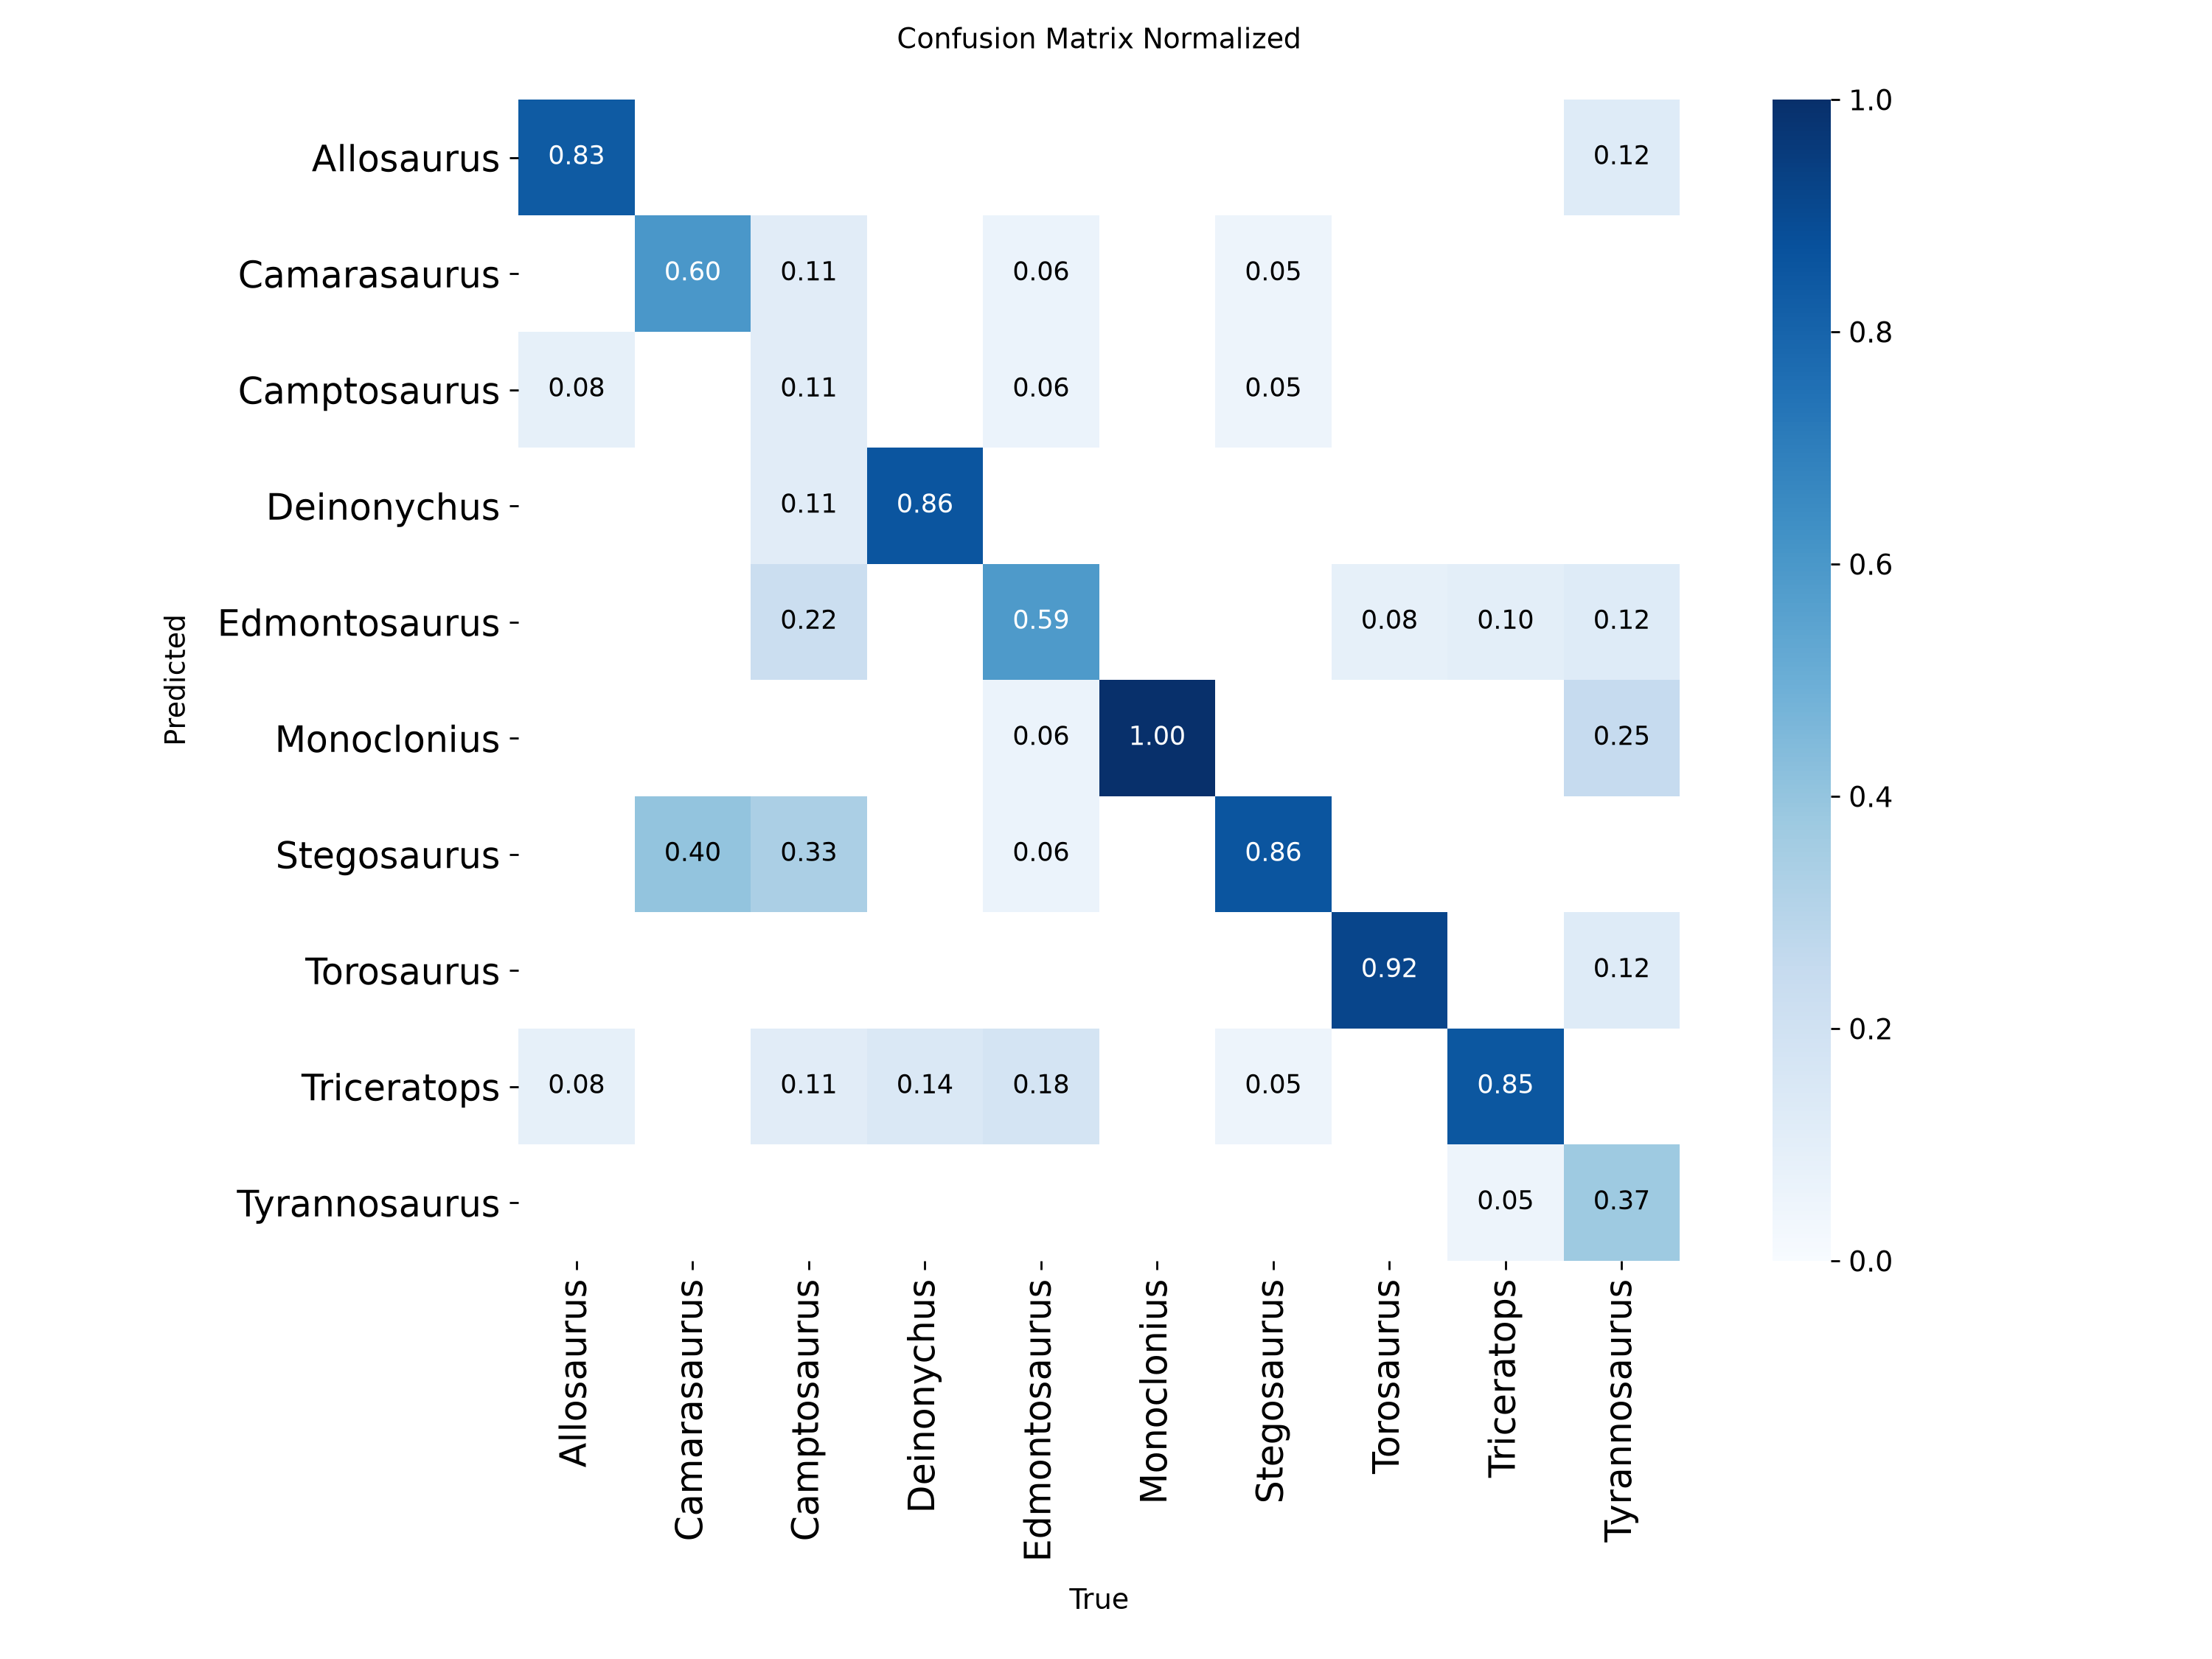 Confusion Matrix Normalized
Allosaurus 0.83 0.12
Camarasaurus 0.60 0.11 0.06 0.05
Camptosaurus 0.08 0.11 0.06 0.05
Deinonychus 0.11 0.86
Edmontosaurus 0.22 0.59 0.08 0.10 0.12
Monoclonius 0.06 1.00 0.25
Stegosaurus 0.40 0.33 0.06 0.86
Torosaurus 0.92 0.12
Triceratops 0.08 0.11 0.14 0.18 0.05 0.85
Tyrannosaurus 0.05 0.37
Predicted
Allosaurus
Camarasaurus
Camptosaurus
Deinonychus
Edmontosaurus
Monoclonius
Stegosaurus
Torosaurus
Triceratops
Tyrannosaurus
True
1.0
0.8
0.6
0.4
0.2
0.0